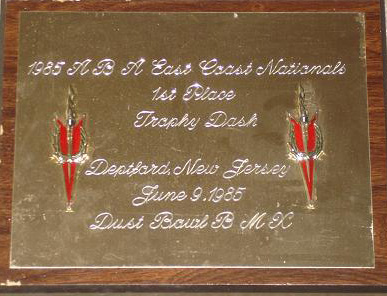 1985 A B A East Coast Nationals
1st Place
Trophy Dash
Deptford, New Jersey
June 9, 1985
Dust Bowl B M X